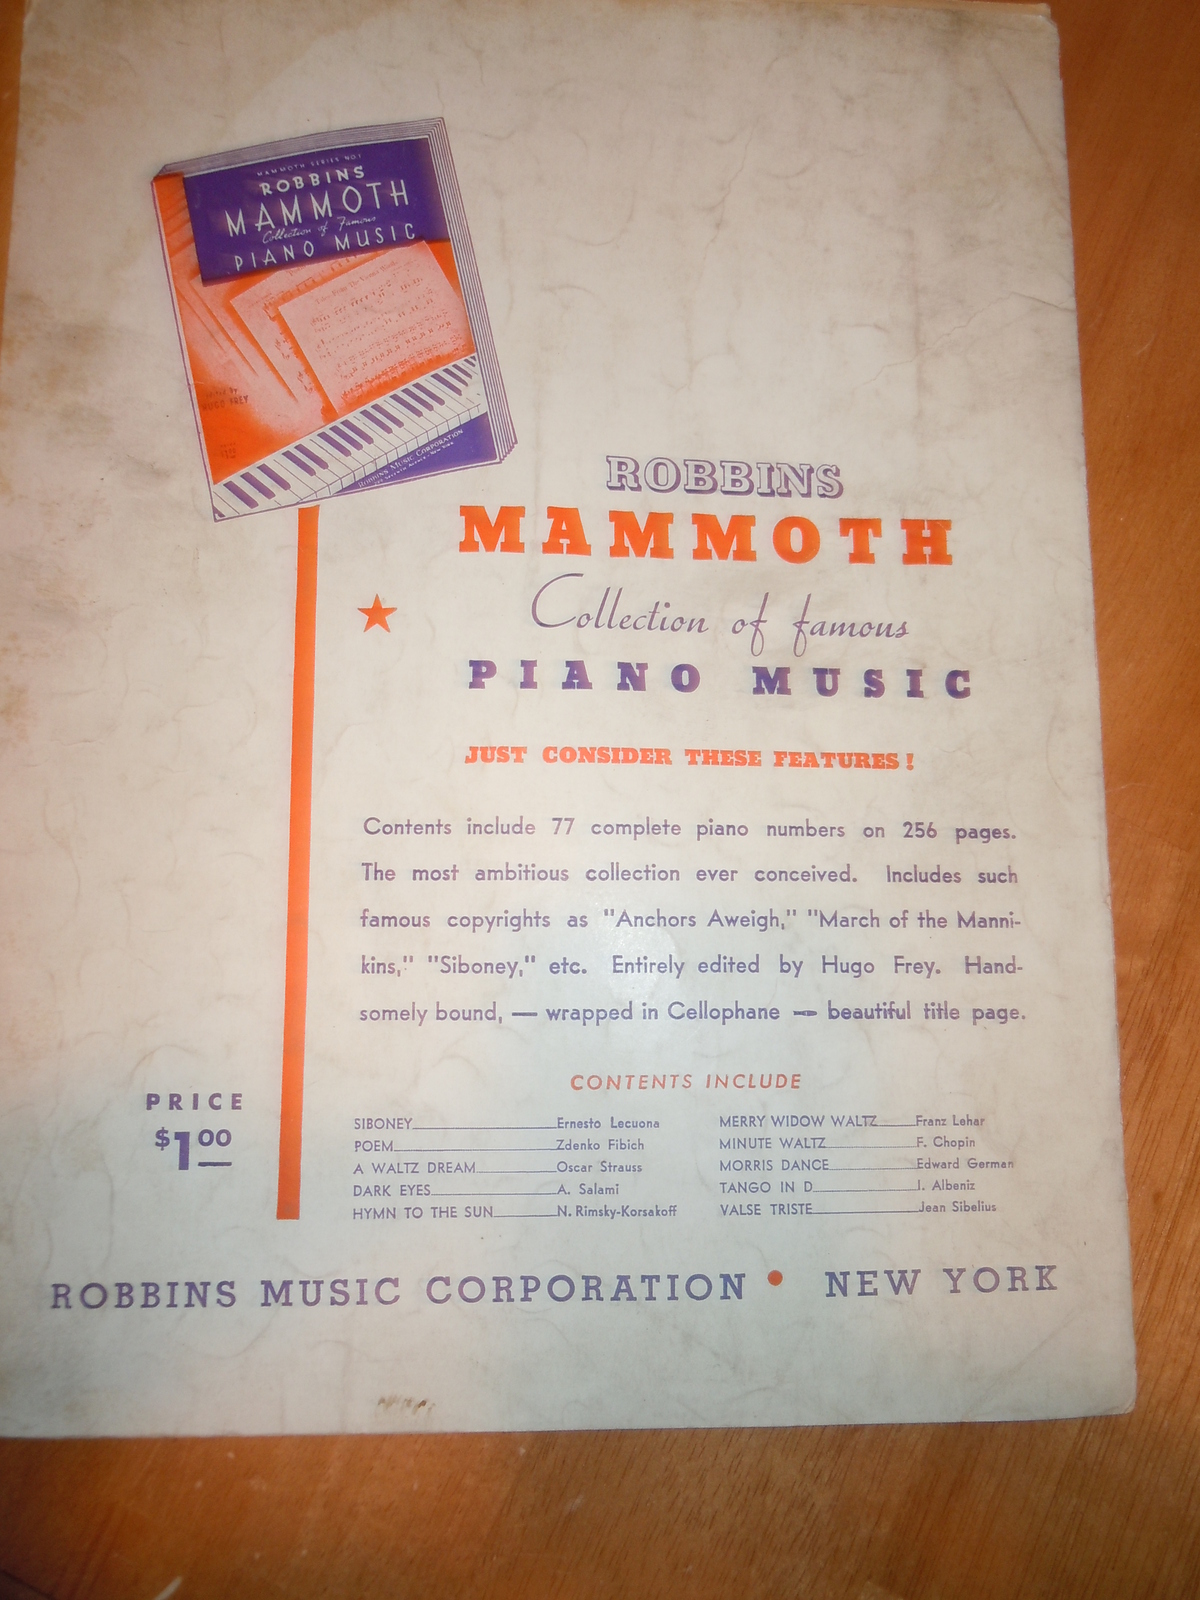 MAMMOTH SERIES NO. 1
ROBBINS
MAMMOTH
Collection of Famous
PIANO MUSIC
HUGO FREY
ROBBINS MUSIC CORPORATION
ROBBINS
MAMMOTH
Collection of famous
PIANO MUSIC
JUST CONSIDER THESE FEATURES!
Contents include 77 complete piano numbers on 256 pages.
The most ambitious collection ever conceived. Includes such
famous copyrights as "Anchors Aweigh," "March of the Manni-
kins," "Siboney," etc. Entirely edited by Hugo Frey. Hand-
somely bound, — wrapped in Cellophane — beautiful title page.
PRICE
$1.00
CONTENTS INCLUDE
SIBONEY Ernesto Lecuona
POEM Zdenko Fibich
A WALTZ DREAM Oscar Strauss
DARK EYES A. Salami
HYMN TO THE SUN N. Rimsky-Korsakoff
MERRY WIDOW WALTZ Franz Lehar
MINUTE WALTZ F. Chopin
MORRIS DANCE Edward German
TANGO IN D I. Albeniz
VALSE TRISTE Jean Sibelius
ROBBINS MUSIC CORPORATION • NEW YORK